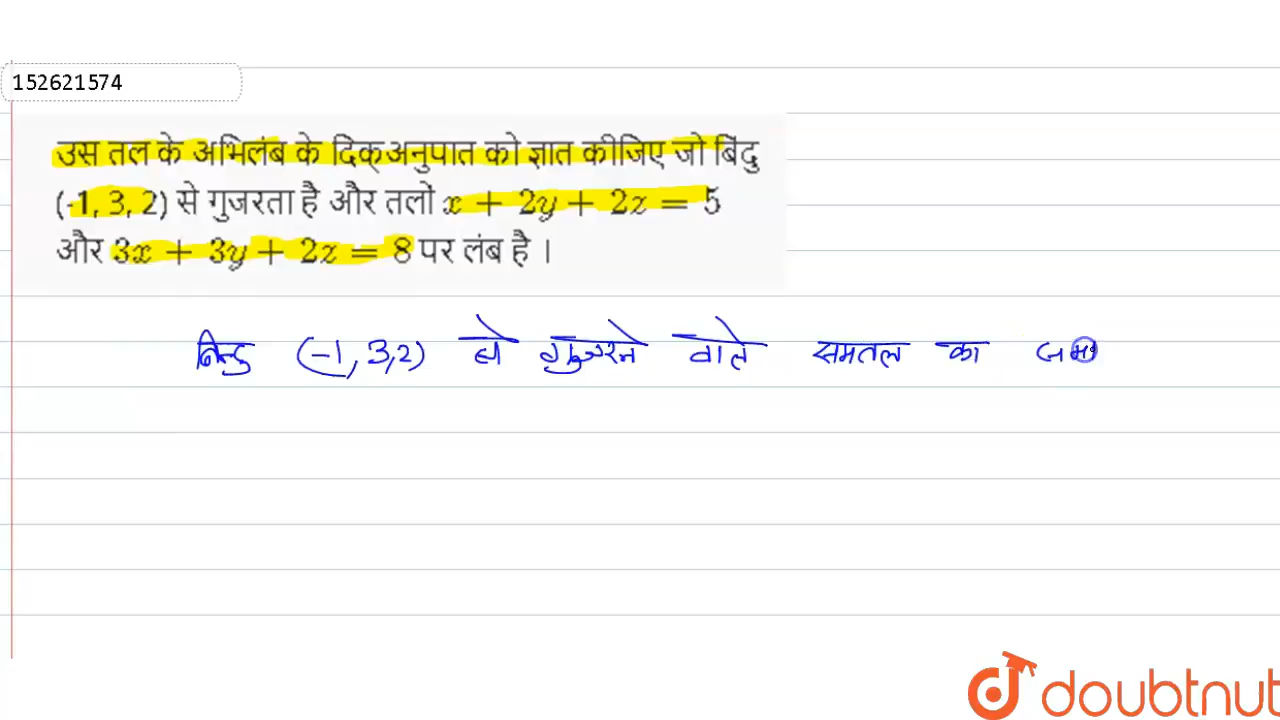 152621574
उस तल के अभिलंब के दिक्अनुपात को ज्ञात कीजिए जो बिंदु
(-1, 3, 2) से गुजरता है और तलों x + 2y + 2z = 5
और 3x + 3y + 2z = 8 पर लंब है ।
बिन्दु (-1, 3, 2) से गुजरने वाले समतल का
doubtnut